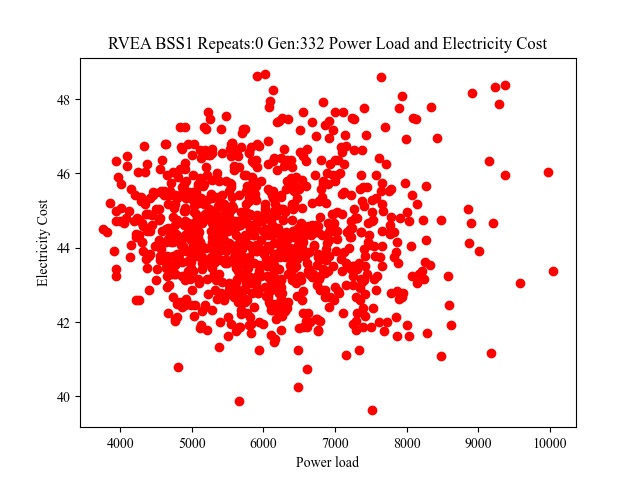 RVEA BSS1 Repeats:0 Gen:332 Power Load and Electricity Cost
48
46
44
42
40
Electricity Cost
4000 5000 6000 7000 8000 9000 10000
Power load